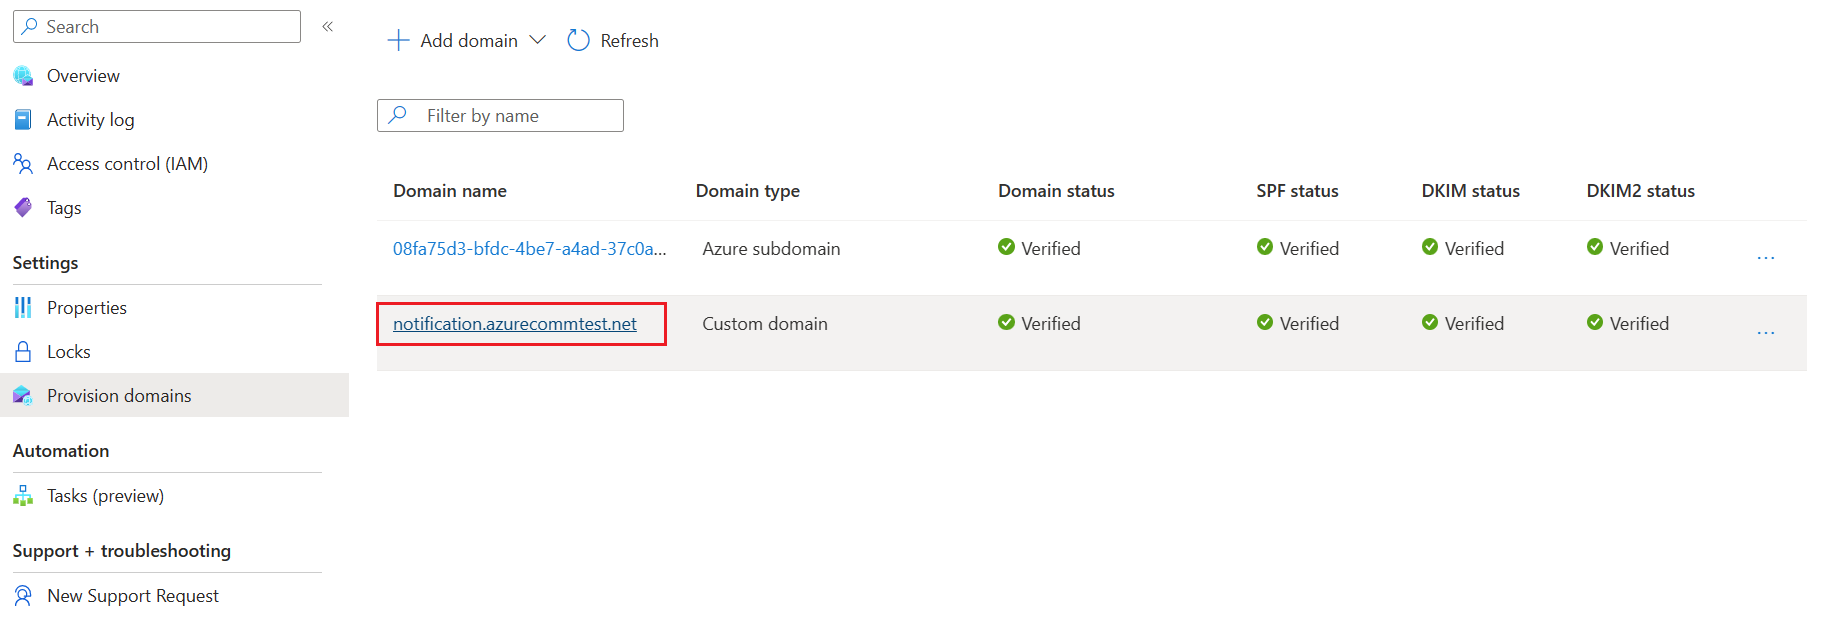 Search
Overview
Activity log
Access control (IAM)
Tags
Settings
Properties
Locks
Provision domains
Automation
Tasks (preview)
Support + troubleshooting
New Support Request
Add domain Refresh
Filter by name
Domain name Domain type Domain status SPF status DKIM status DKIM2 status
08fa75d3-bfdc-4be7-a4ad-37c0a... Azure subdomain Verified Verified Verified Verified ...
notification.azurecommtest.net Custom domain Verified Verified Verified Verified ...